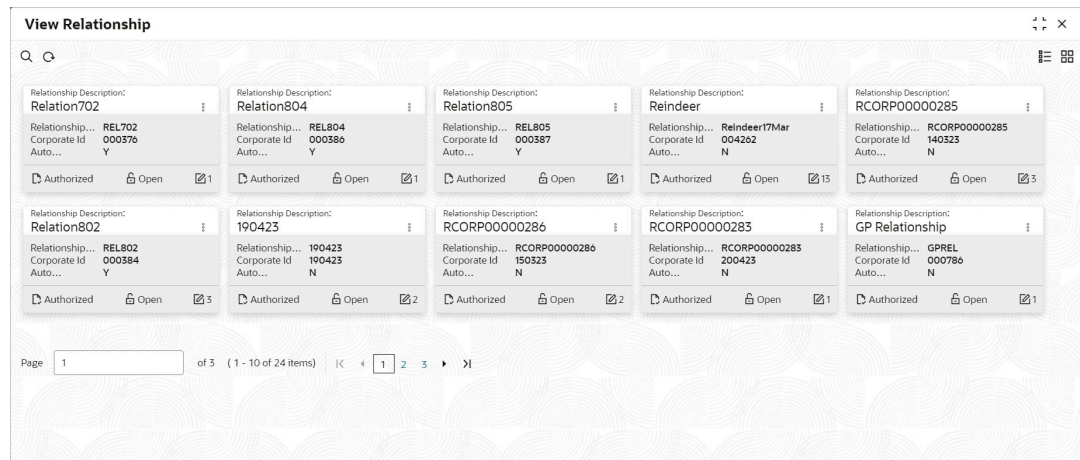 View Relationship
Relationship Description:
Relation702
Relationship... REL702
Corporate Id 000376
Auto... Y
Authorized Open 1
Relationship Description:
Relation804
Relationship... REL804
Corporate Id 000386
Auto... Y
Authorized Open 1
Relationship Description:
Relation805
Relationship... REL805
Corporate Id 000387
Auto... Y
Authorized Open 1
Relationship Description:
Reindeer
Relationship... Reindeer17Mar
Corporate Id 004262
Auto... N
Authorized Open 13
Relationship Description:
RCORP00000285
Relationship... RCORP00000285
Corporate Id 140323
Auto... N
Authorized Open 3
Relationship Description:
Relation802
Relationship... REL802
Corporate Id 000384
Auto... Y
Authorized Open 3
Relationship Description:
190423
Relationship... 190423
Corporate Id 190423
Auto... N
Authorized Open 2
Relationship Description:
RCORP00000286
Relationship... RCORP00000286
Corporate Id 150323
Auto... N
Authorized Open 2
Relationship Description:
RCORP00000283
Relationship... RCORP00000283
Corporate Id 200423
Auto... N
Authorized Open 1
Relationship Description:
GP Relationship
Relationship... GPREL
Corporate Id 000786
Auto... N
Authorized Open 1
Page 1 of 3 (1 - 10 of 24 items) 1 2 3